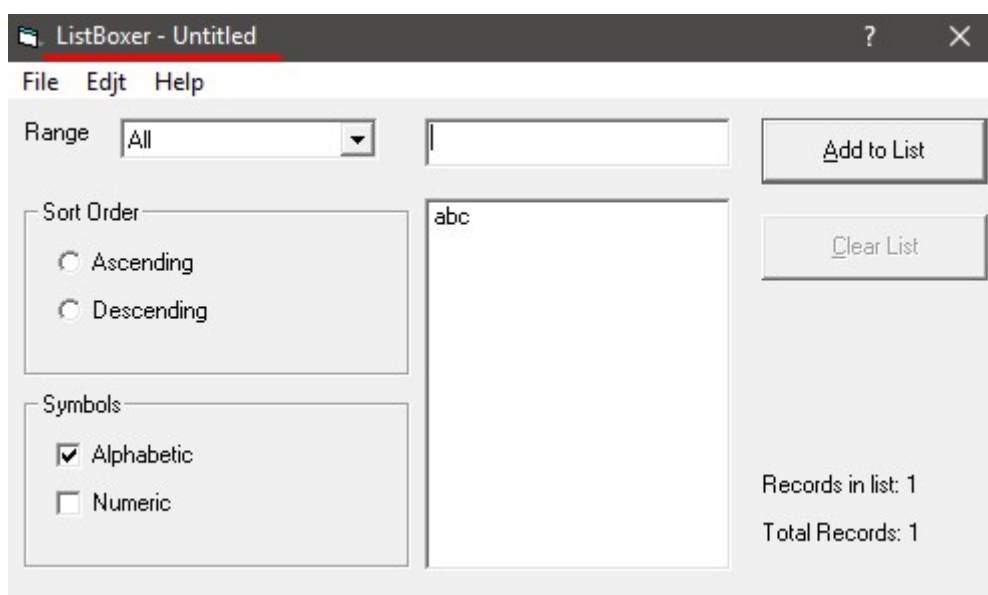 ListBoxer - Untitled ?
File Edjt Help
Range All Add to List
Sort Order abc Clear List
Ascending
Descending
Symbols
Alphabetic
Numeric
Records in list: 1
Total Records: 1